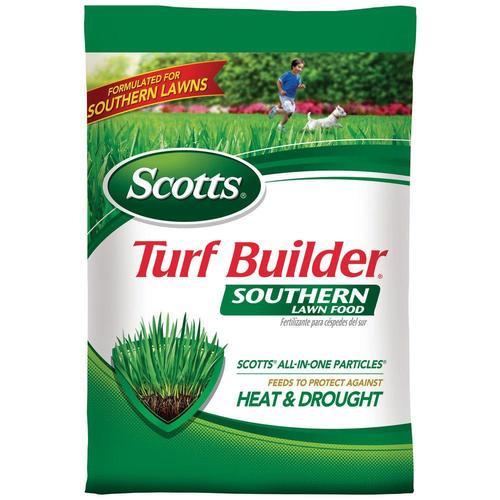 FORMULATED FOR
SOUTHERN LAWNS
Scotts®
Turf Builder®
SOUTHERN
LAWN FOOD
Fertilizante para céspedes del sur
SCOTTS® ALL-IN-ONE PARTICLES®
FEEDS TO PROTECT AGAINST
HEAT & DROUGHT